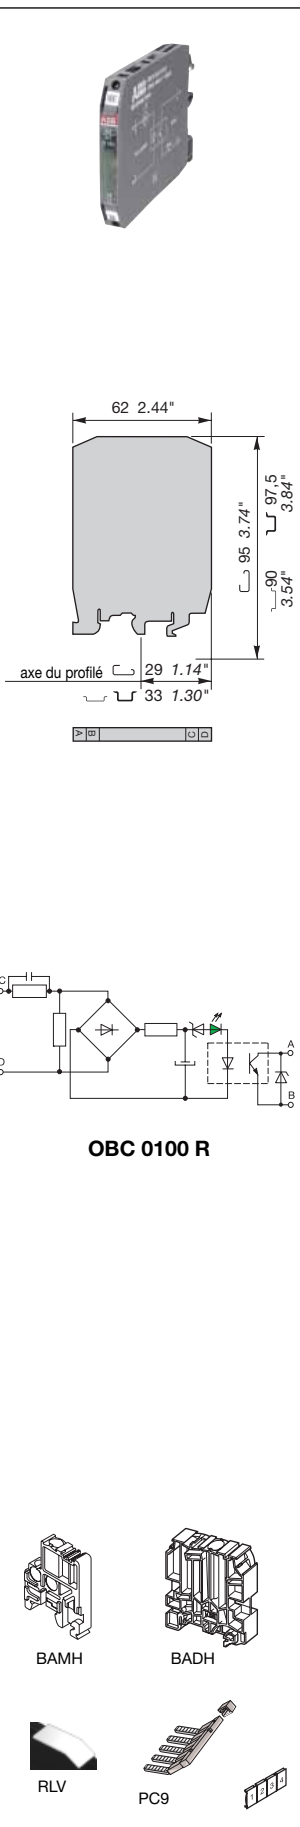 ABB
62 2.44"
95 3.74"
97,5
3.84"
90
3.54"
axe du profilé
29 1.14"
33 1.30"
A B C D
C
D
A
B
OBC 0100 R
BAMH
BADH
RLV
PC9
1 2 3 4